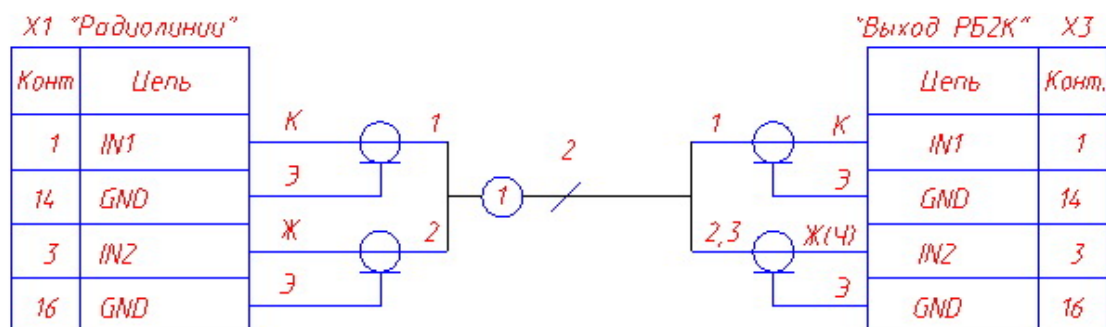 X1 "Радиолинии"
"Выход РБ2К" X3
Конт Цепь
Цепь Конт.
К 1 2 1 К
1 IN1
IN1 1
Э Э
14 GND
1
GND 14
Ж 2 2,3 Ж(Ч)
3 IN2
IN2 3
Э Э
16 GND
GND 16